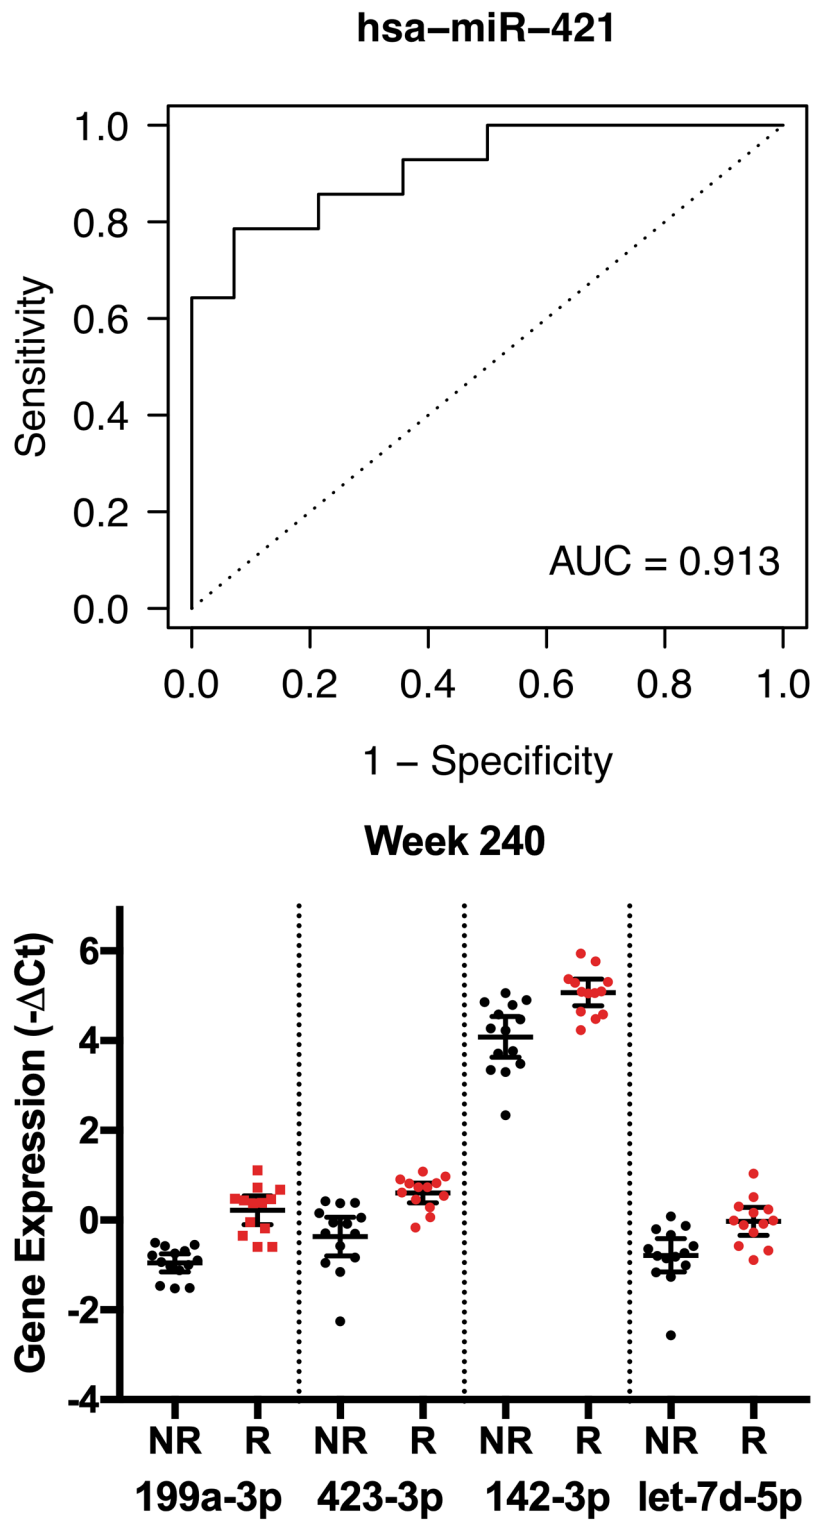 hsa–miR–421
1.0
0.8
0.6
0.4
0.2
0.0
Sensitivity
AUC = 0.913
0.0 0.2 0.4 0.6 0.8 1.0
1 – Specificity
Week 240
Gene Expression (-ΔCt)
6
4
2
0
-2
-4
NR R NR R NR R NR R
199a-3p 423-3p 142-3p let-7d-5p